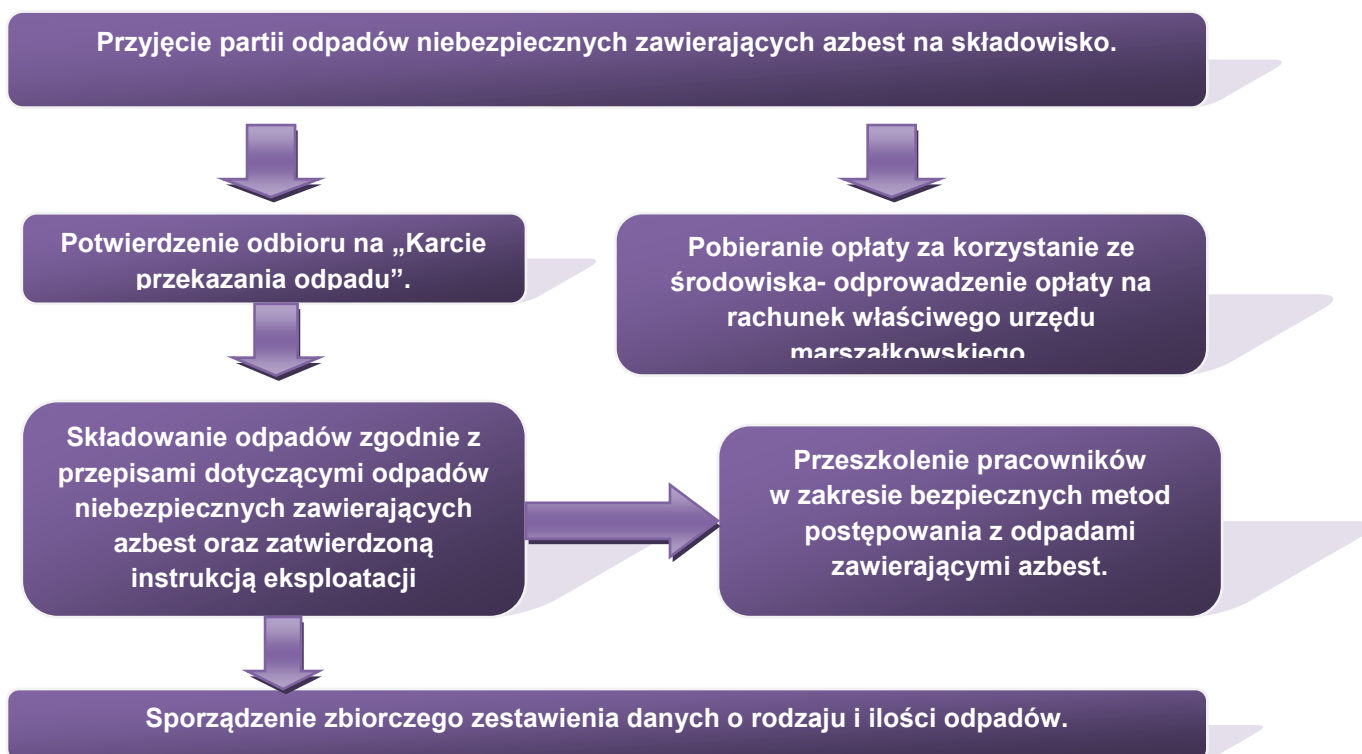 Przyjęcie partii odpadów niebezpiecznych zawierających azbest na składowisko.
Potwierdzenie odbioru na „Karcie
przekazania odpadu”.
Pobieranie opłaty za korzystanie ze
środowiska- odprowadzenie opłaty na
rachunek właściwego urzędu
marszałkowskiego
Składowanie odpadów zgodnie z
przepisami dotyczącymi odpadów
niebezpiecznych zawierających
azbest oraz zatwierdzoną
instrukcją eksploatacji
Przeszkolenie pracowników
w zakresie bezpiecznych metod
postępowania z odpadami
zawierającymi azbest.
Sporządzenie zbiorczego zestawienia danych o rodzaju i ilości odpadów.